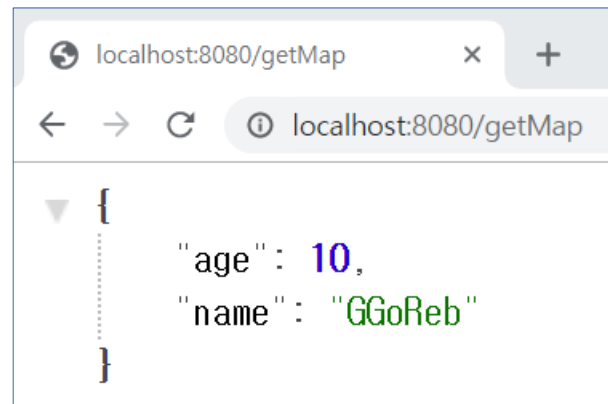 localhost:8080/getMap
localhost:8080/getMap
{
"age": 10,
"name": "GGoReb"
}